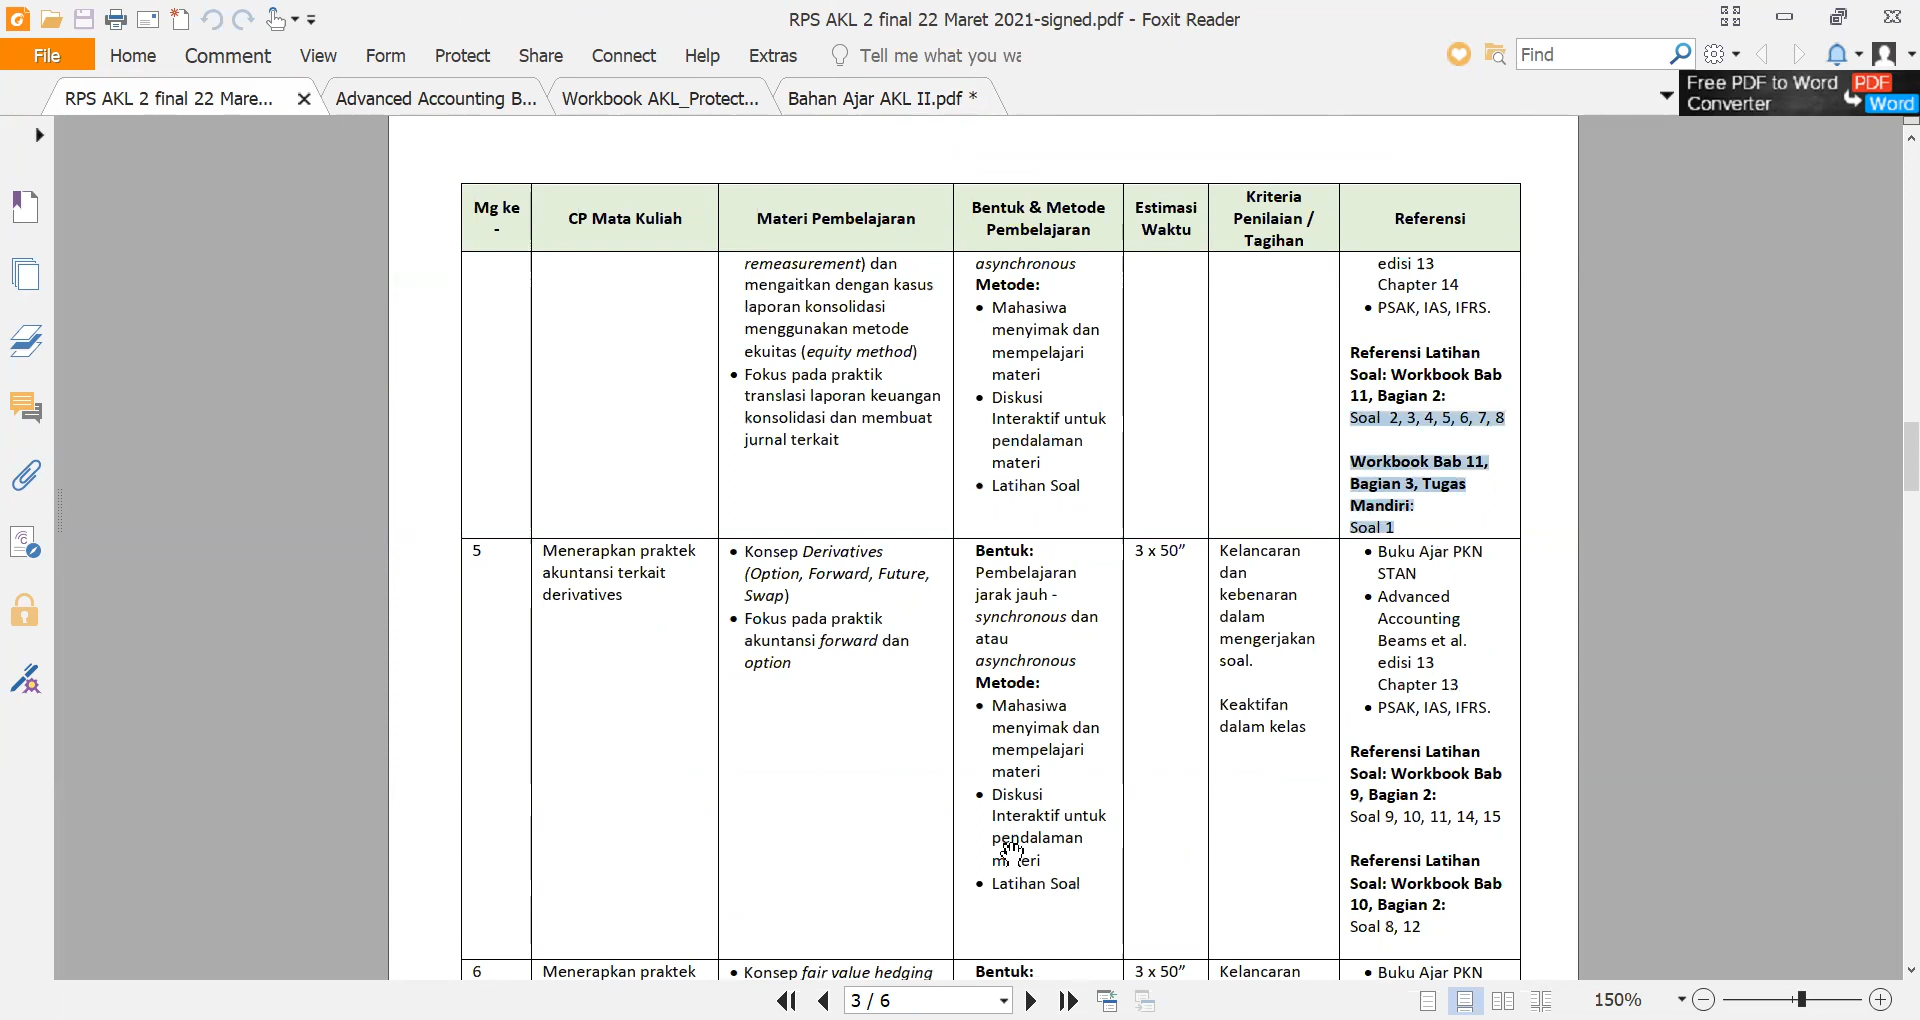 RPS AKL 2 final 22 Maret 2021-signed.pdf - Foxit Reader
File Home Comment View Form Protect Share Connect Help Extras Tell me what you wa
Find
RPS AKL 2 final 22 Mare...
Advanced Accounting B...
Workbook AKL_Protect...
Bahan Ajar AKL II.pdf *
Free PDF to Word
Converter
PDF
Word
Mg ke
-
CP Mata Kuliah
Materi Pembelajaran
Bentuk & Metode
Pembelajaran
Estimasi
Waktu
Kriteria
Penilaian /
Tagihan
Referensi
remeasurement) dan
mengaitkan dengan kasus
laporan konsolidasi
menggunakan metode
ekuitas (equity method)
• Fokus pada praktik
translasi laporan keuangan
konsolidasi dan membuat
jurnal terkait
asynchronous
Metode:
• Mahasiwa
menyimak dan
mempelajari
materi
• Diskusi
Interaktif untuk
pendalaman
materi
• Latihan Soal
edisi 13
Chapter 14
• PSAK, IAS, IFRS.
Referensi Latihan
Soal: Workbook Bab
11, Bagian 2:
Soal 2, 3, 4, 5, 6, 7, 8
Workbook Bab 11,
Bagian 3, Tugas
Mandiri:
Soal 1
5
Menerapkan praktek
akuntansi terkait
derivatives
• Konsep Derivatives
(Option, Forward, Future,
Swap)
• Fokus pada praktik
akuntansi forward dan
option
Bentuk:
Pembelajaran
jarak jauh -
synchronous dan
atau
asynchronous
Metode:
• Mahasiwa
menyimak dan
mempelajari
materi
• Diskusi
Interaktif untuk
pendalaman
materi
• Latihan Soal
3 x 50”
Kelancaran
dan
kebenaran
dalam
mengerjakan
soal.
Keaktifan
dalam kelas
• Buku Ajar PKN
STAN
• Advanced
Accounting
Beams et al.
edisi 13
Chapter 13
• PSAK, IAS, IFRS.
Referensi Latihan
Soal: Workbook Bab
9, Bagian 2:
Soal 9, 10, 11, 14, 15
Referensi Latihan
Soal: Workbook Bab
10, Bagian 2:
Soal 8, 12
6
Menerapkan praktek
• Konsep fair value hedging
Bentuk:
3 x 50”
Kelancaran
• Buku Ajar PKN
3 / 6
150%